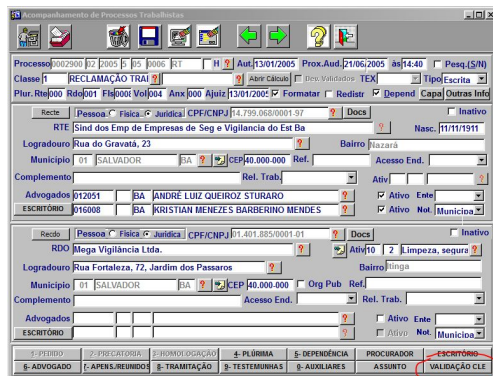 Acompanhamento de Processos Trabalhistas
Processo 0002900 02 2005 5 05 0006 RT H ? Aut. 13/01/2005 Prox.Aud. 21/06/2005 às 14:40 Pesq.(S/N)
Classe 1 RECLAMAÇÃO TRAI ? ? Abrir Cálculo Dev. Validados TEX Tipo Escrita
Plur. Rte 000 Rdo 001 Fls 0008 Vol 004 Anx 000 Ajuiz 13/01/2005 Formatar Redistr Depend Capa Outras Info
Recte Pessoa Física Jurídica CPF/CNPJ 14.799.068/0001-97 Docs Inativo
RTE Sind dos Emp de Empresas de Seg e Vigilancia do Est Ba ? Nasc. 11/11/1911
Logradouro Rua do Gravatá, 23 Bairro Nazará
Município 01 SALVADOR BA ? CEP 40.000-000 Ref. Acesso End.
Complemento Rel. Trab. Ativ ?
Advogados 012051 BA ANDRÉ LUIZ QUEIROZ STURARO ? Ativo Ente
ESCRITÓRIO 016008 BA KRISTIAN MENEZES BARBERINO MENDES ? Ativo Not. Municipa
Recdo Pessoa Física Jurídica CPF/CNPJ 01.401.885/0001-01 ? Docs Inativo
RDO Mega Vigilância Ltda. ? Ativ 10 2 Limpeza, segura ?
Logradouro Rua Fortaleza, 72, Jardim dos Passaros Bairro Itinga
Município 01 SALVADOR BA ? CEP 40.000-000 Org Pub Ref.
Complemento Acesso End. Rel. Trab.
Advogados ? Ativo Ente
ESCRITÓRIO ? Ativo Not. Municipa
1- PEDIDO 2- PRECATORIA 3-HOMOLOGAÇÃO 4- PLÚRIMA 5- DEPENDÊNCIA PROCURADOR ESCRITÓRIO
6- ADVOGADO 7- APENS./REUNIDOS 8- TRAMITAÇÃO 9- TESTEMUNHAS 0- AUXILIARES ASSUNTO VALIDAÇÃO CLE